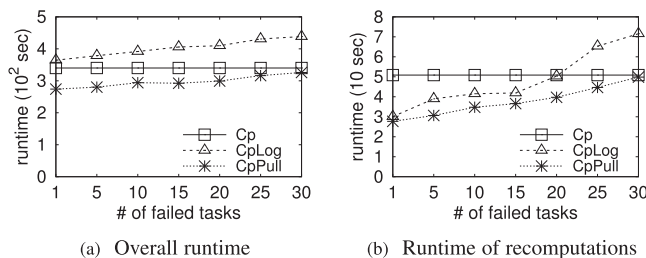 runtime (10² sec)
5
4
3
2
1
0
Cp
CpLog
CpPull
1 5 10 15 20 25 30
# of failed tasks
(a) Overall runtime
runtime (10 sec)
8
7
6
5
4
3
2
1
0
Cp
CpLog
CpPull
1 5 10 15 20 25 30
# of failed tasks
(b) Runtime of recomputations